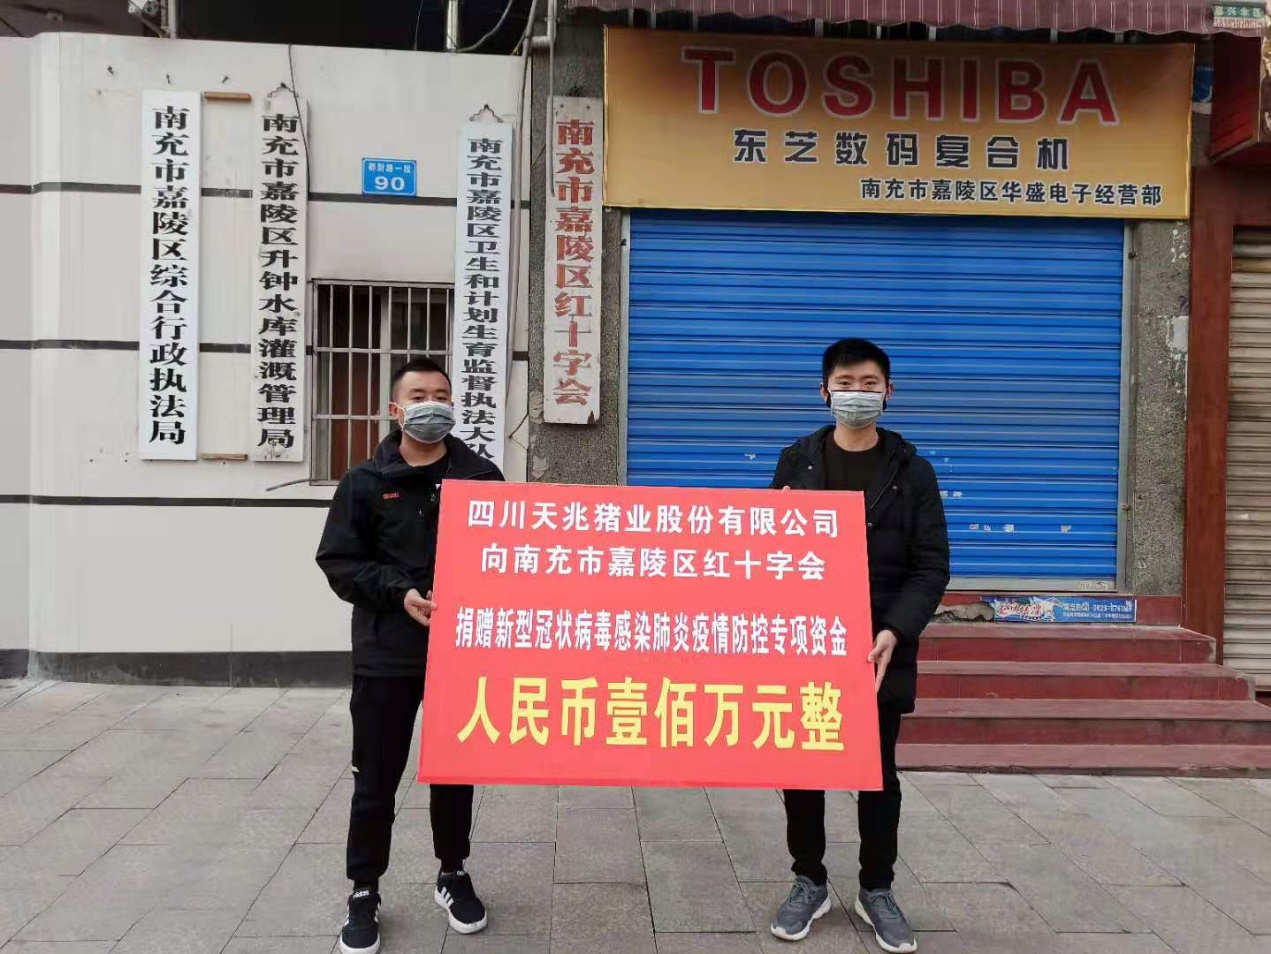 南充市嘉陵区综合行政执法局
南充市嘉陵区升钟水库灌溉管理局
都尉路一段
90
南充市嘉陵区卫生和计划生育监督执法大队
南充市嘉陵区红十字会
TOSHIBA
东芝数码复合机
南充市嘉陵区华盛电子经营部
四川天兆猪业股份有限公司
向南充市嘉陵区红十字会
捐赠新型冠状病毒感染肺炎疫情防控专项资金
人民币壹佰万元整